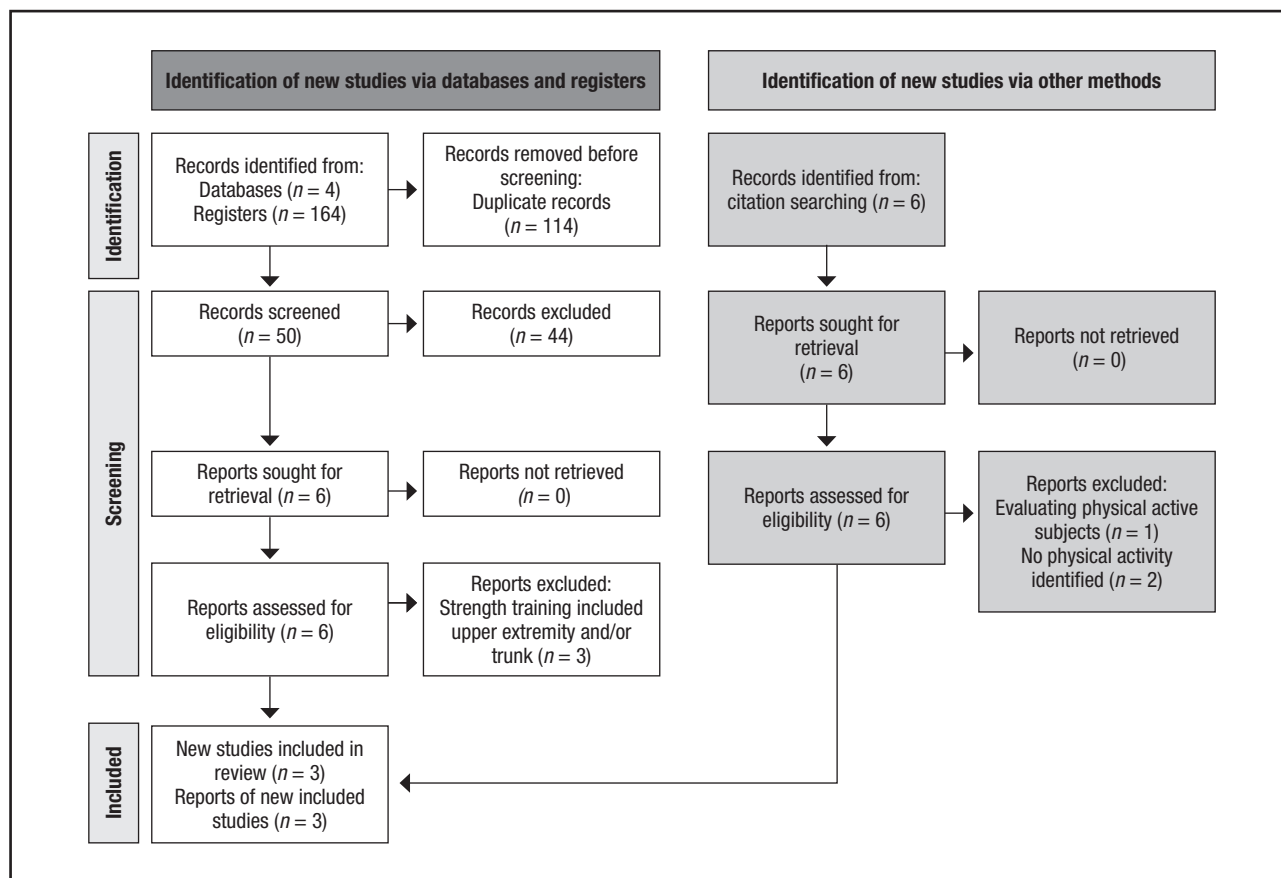 Identification of new studies via databases and registers
Identification of new studies via other methods
Identification
Records identified from:
Databases (n = 4)
Registers (n = 164)
Records removed before
screening:
Duplicate records
(n = 114)
Records identified from:
citation searching (n = 6)
Screening
Records screened
(n = 50)
Records excluded
(n = 44)
Reports sought for
retrieval
(n = 6)
Reports not retrieved
(n = 0)
Reports sought for
retrieval (n = 6)
Reports not retrieved
(n = 0)
Reports assessed for
eligibility (n = 6)
Reports excluded:
Evaluating physical active
subjects (n = 1)
No physical activity
identified (n = 2)
Reports assessed for
eligibility (n = 6)
Reports excluded:
Strength training included
upper extremity and/or
trunk (n = 3)
Included
New studies included in
review (n = 3)
Reports of new included
studies (n = 3)